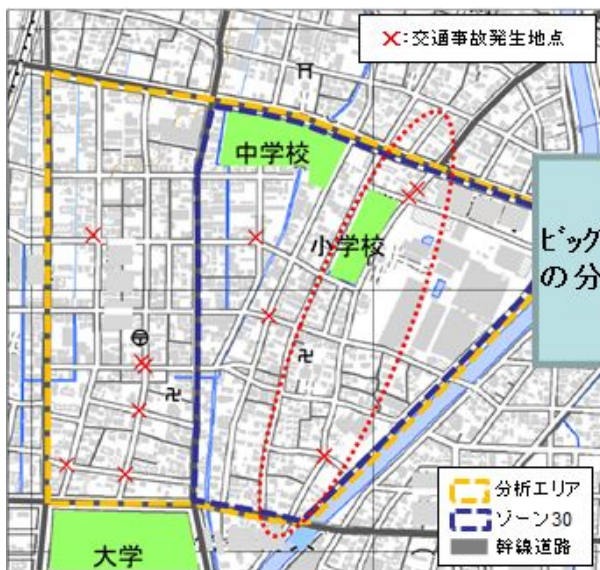 ×:交通事故発生地点
中学校
小学校
ビッグ
の分
大学
分析エリア
ゾーン30
幹線道路